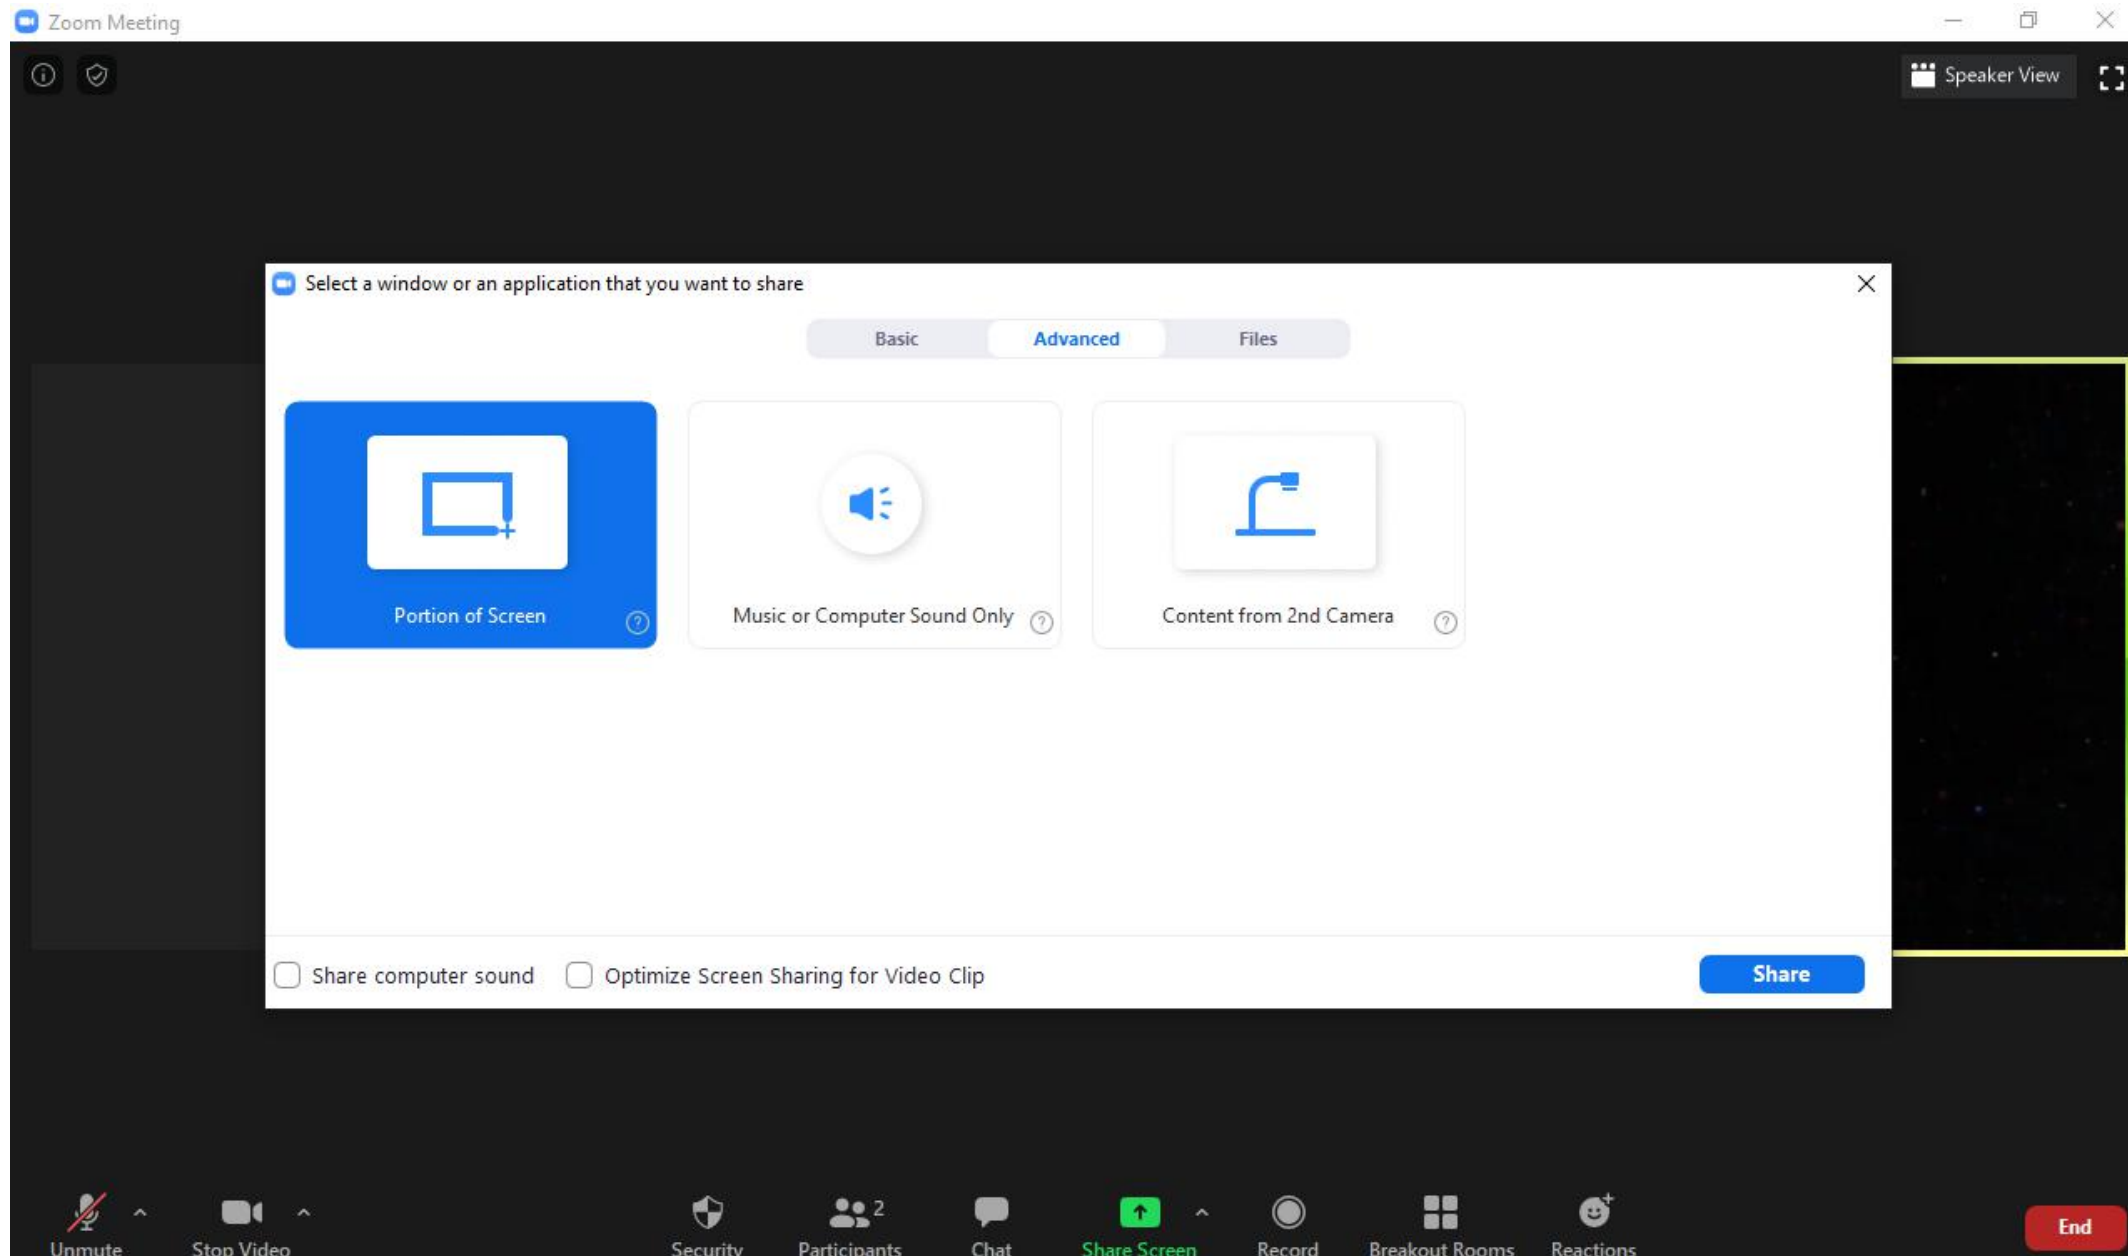 Zoom Meeting
Speaker View
Select a window or an application that you want to share
Basic Advanced Files
Portion of Screen
Music or Computer Sound Only
Content from 2nd Camera
Share computer sound Optimize Screen Sharing for Video Clip Share
2
Unmute Stop Video Security Participants Chat Share Screen Record Breakout Rooms Reactions
End